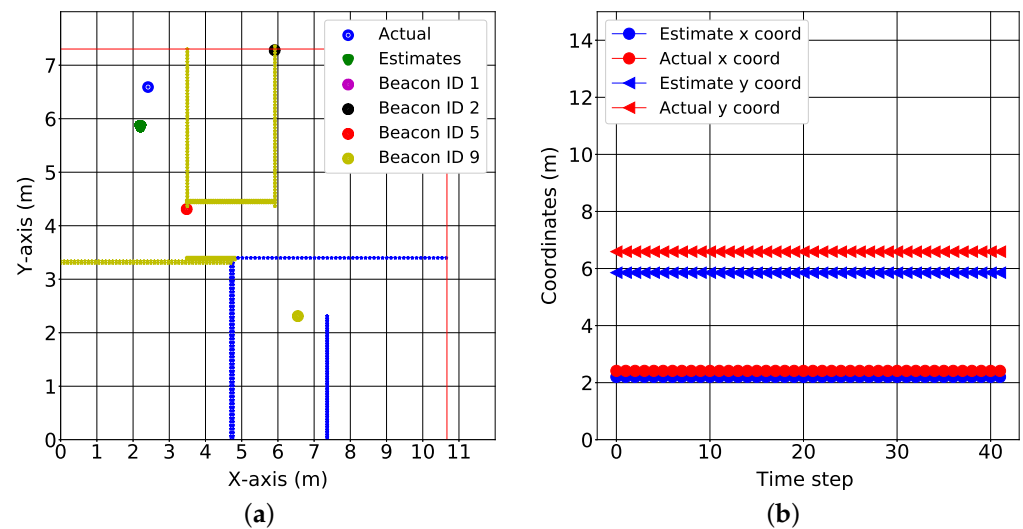 Actual
Estimates
Beacon ID 1
Beacon ID 2
Beacon ID 5
Beacon ID 9
Y-axis (m)
7
6
5
4
3
2
1
0
0 1 2 3 4 5 6 7 8 9 10 11
X-axis (m)
(a)
Estimate x coord
Actual x coord
Estimate y coord
Actual y coord
Coordinates (m)
14
12
10
8
6
4
2
0
0 10 20 30 40
Time step
(b)